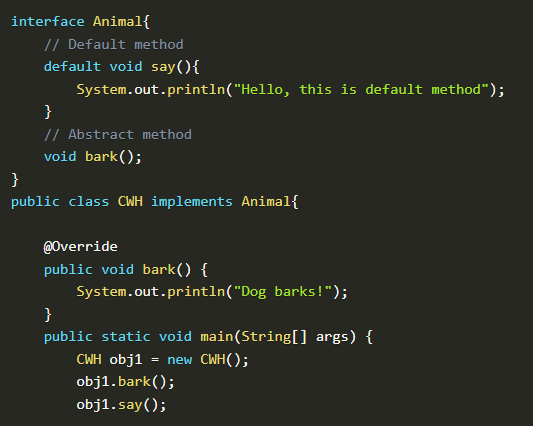 interface Animal{
    // Default method
    default void say(){
        System.out.println("Hello, this is default method");
    }
    // Abstract method
    void bark();
}
public class CWH implements Animal{

    @Override
    public void bark() {
        System.out.println("Dog barks!");
    }
    public static void main(String[] args) {
        CWH obj1 = new CWH();
        obj1.bark();
        obj1.say();